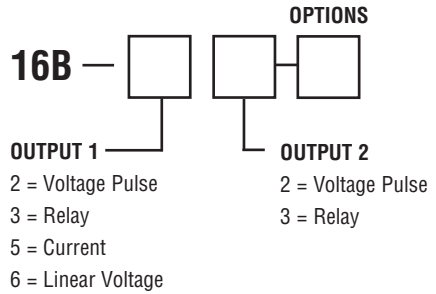 OPTIONS
16B —
OUTPUT 1
2 = Voltage Pulse
3 = Relay
5 = Current
6 = Linear Voltage
OUTPUT 2
2 = Voltage Pulse
3 = Relay